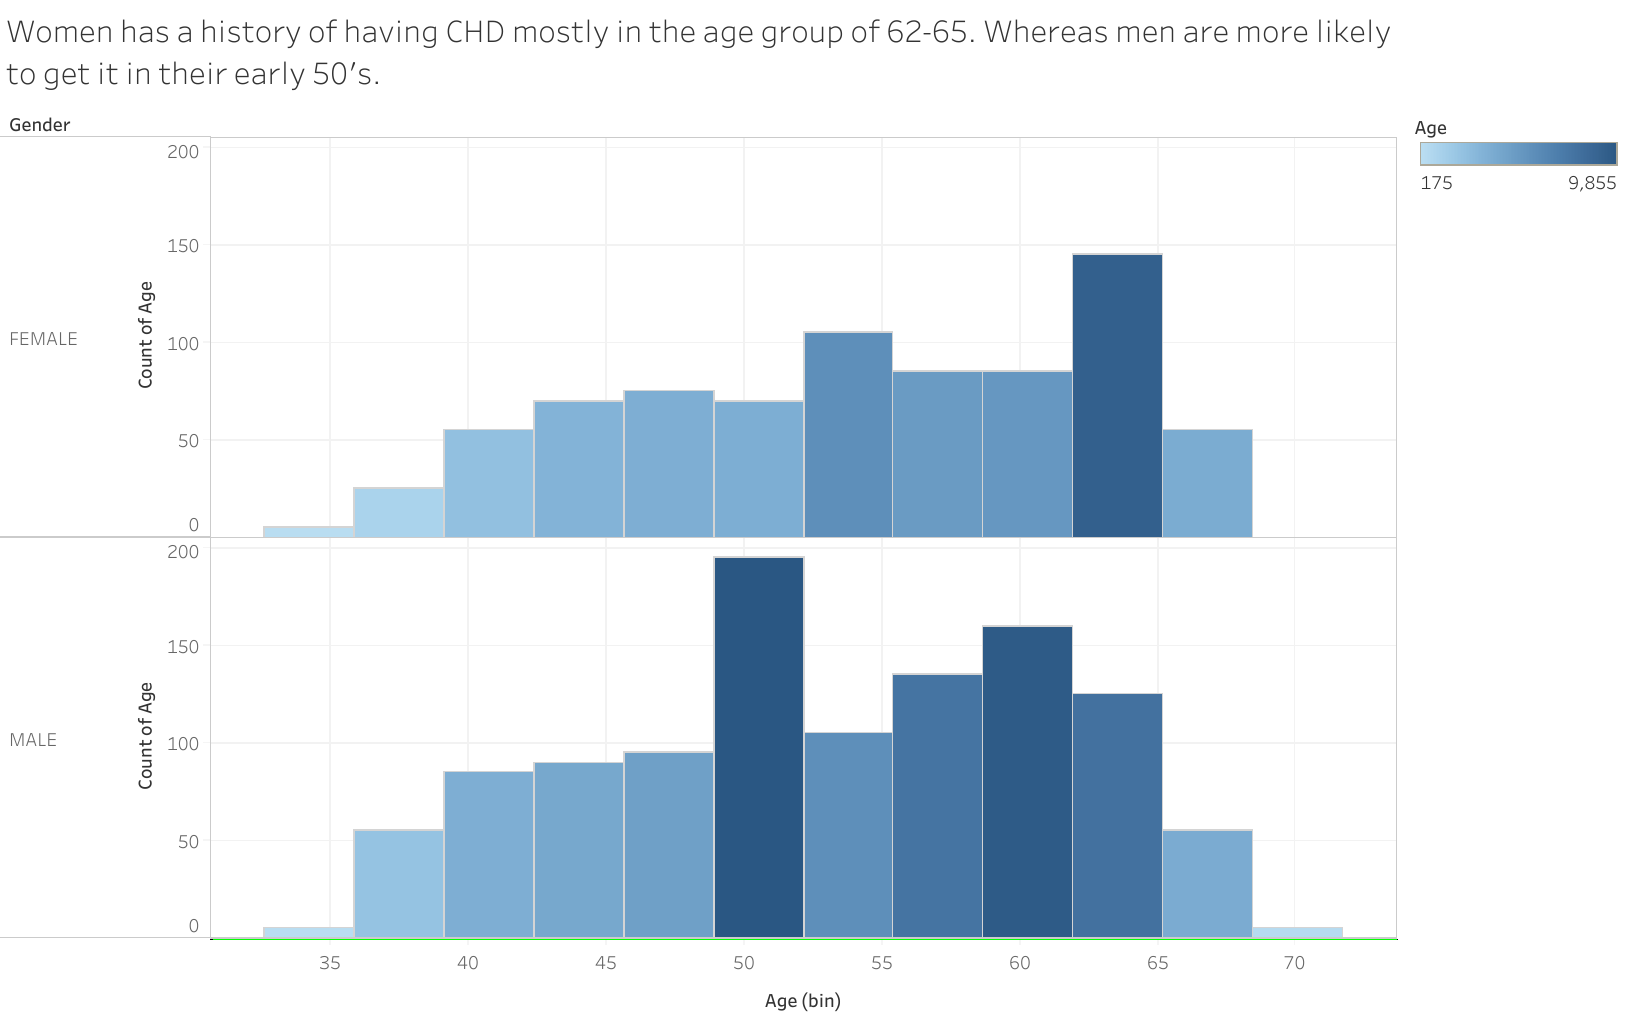 Women has a history of having CHD mostly in the age group of 62-65. Whereas men are more likely
to get it in their early 50's.
Gender
Age
175 9,855
FEMALE
Count of Age
200
150
100
50
0
MALE
Count of Age
200
150
100
50
0
35 40 45 50 55 60 65 70
Age (bin)